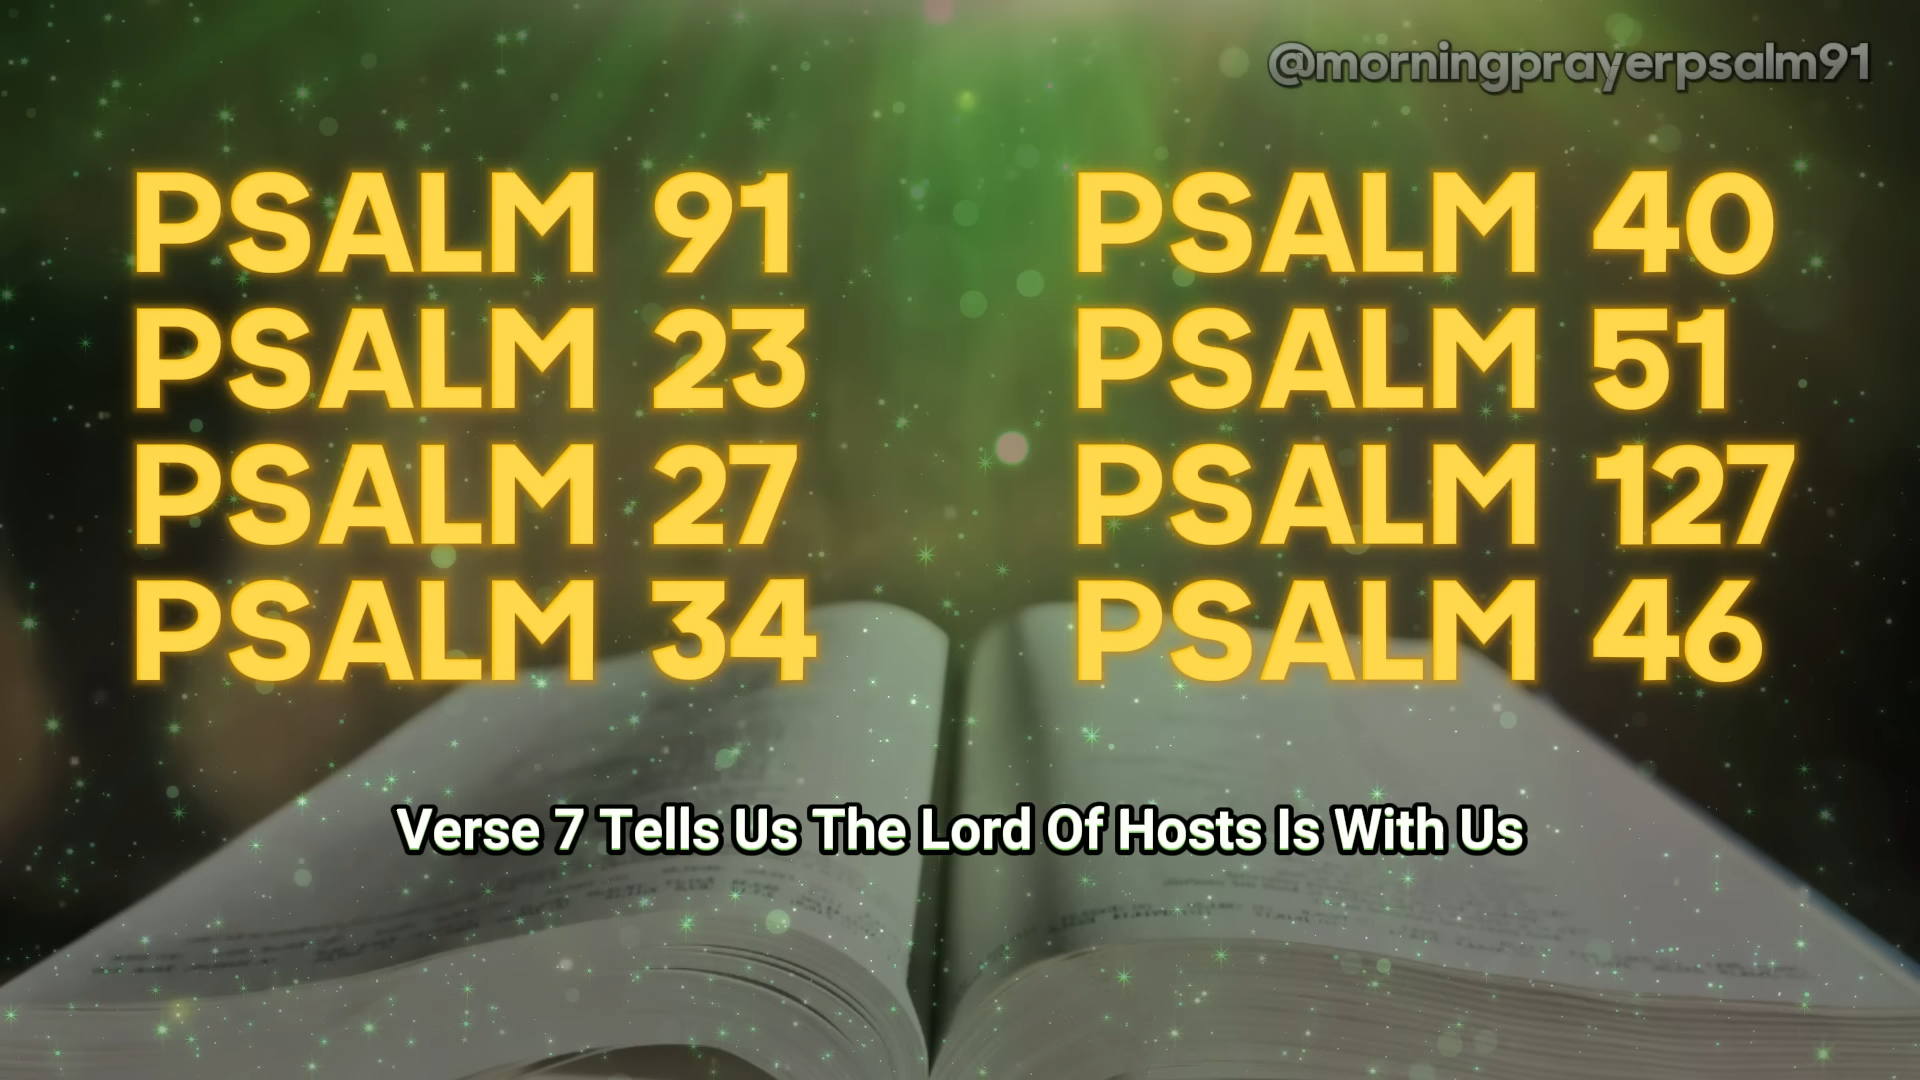 @morningprayerpsalm91
PSALM 91
PSALM 23
PSALM 27
PSALM 34
PSALM 40
PSALM 51
PSALM 127
PSALM 46
Verse 7 Tells Us The Lord Of Hosts Is With Us